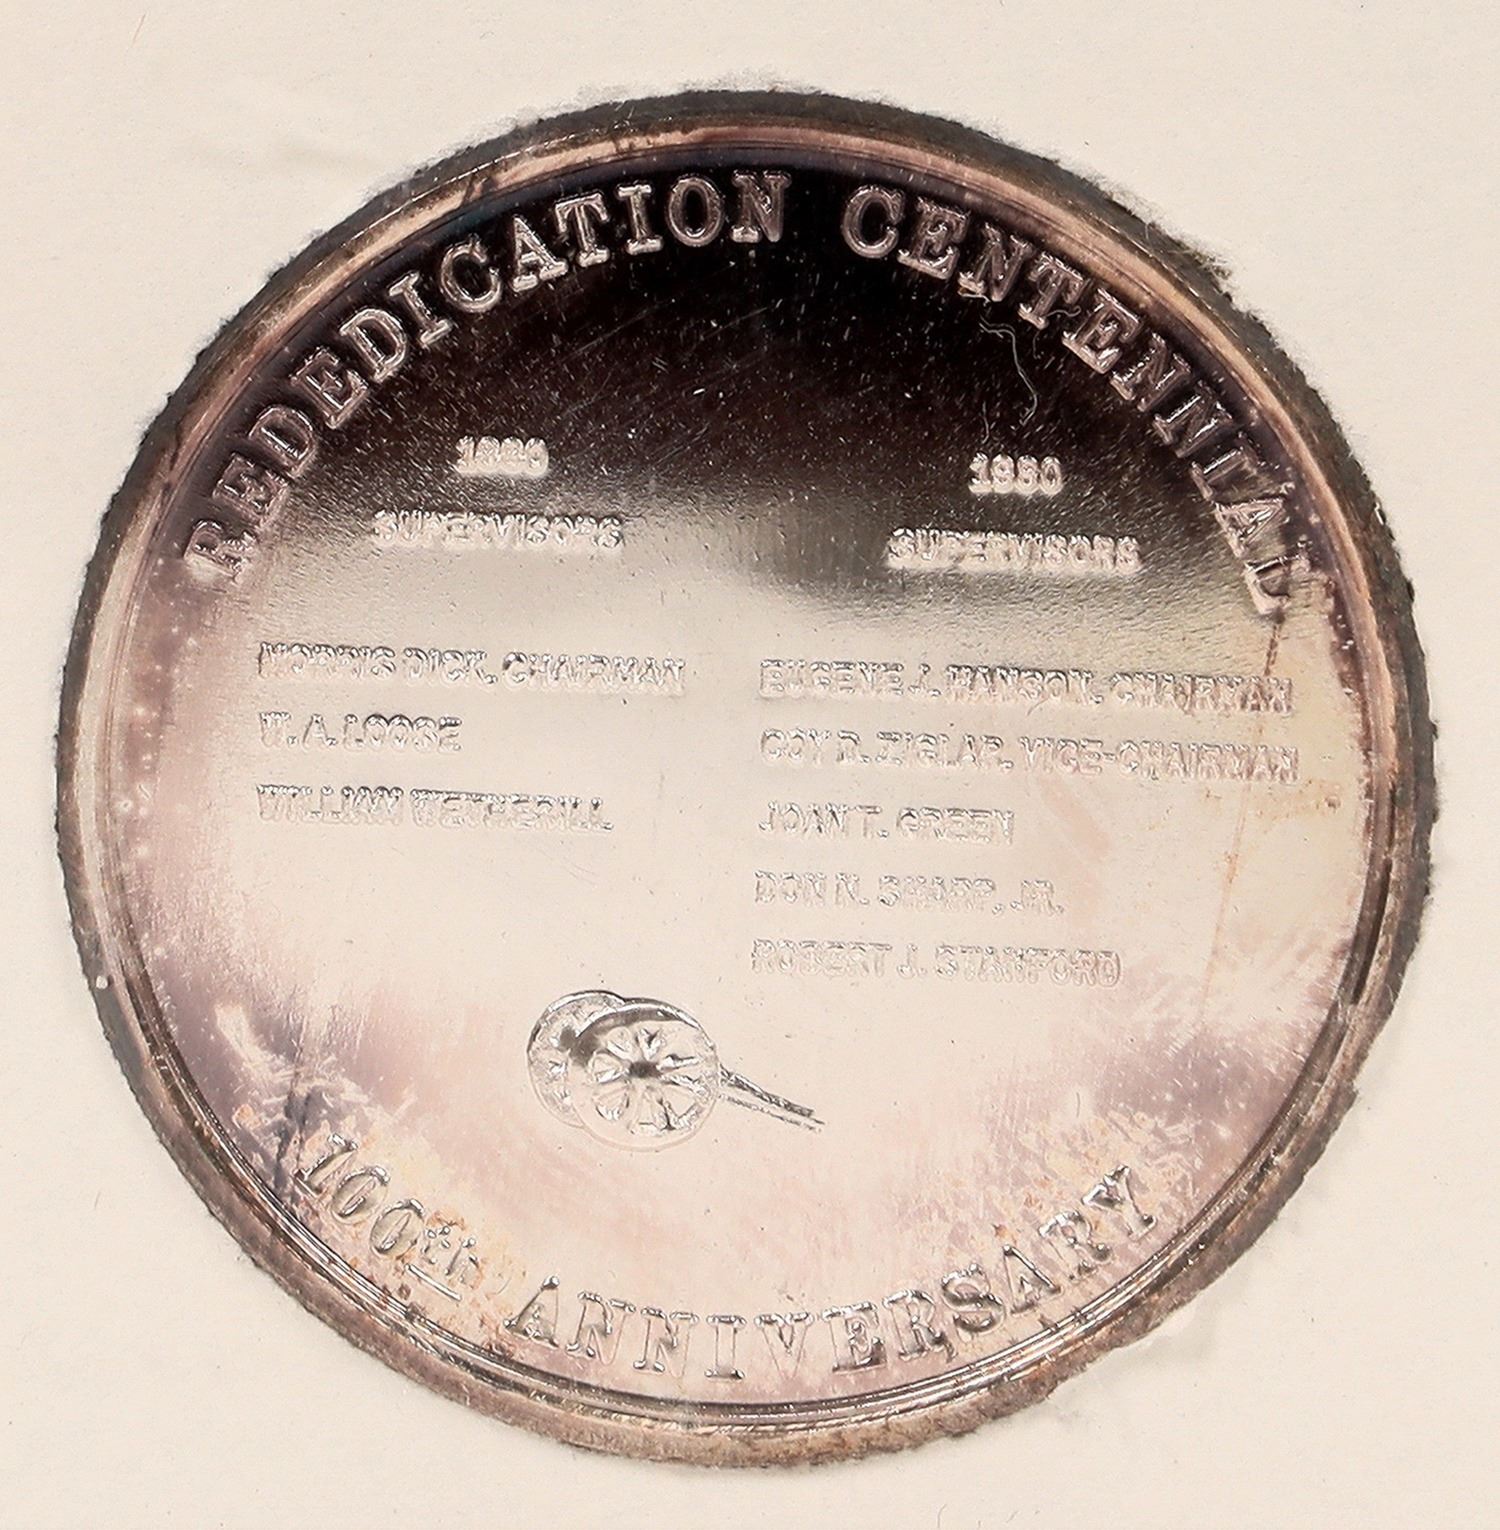 REDEDICATION CENTENNIAL
1880
SUPERVISORS
MORRIS DICK, CHAIRMAN
W. A. LOOSE
WILLIAM WETHERILL
1980
SUPERVISORS
EUGENE J. HANSON, CHAIRMAN
COY D. ZIGLAR, VICE-CHAIRMAN
JOAN T. GREEN
DON N. SHARP, JR.
ROBERT J. STANFORD
100th ANNIVERSARY